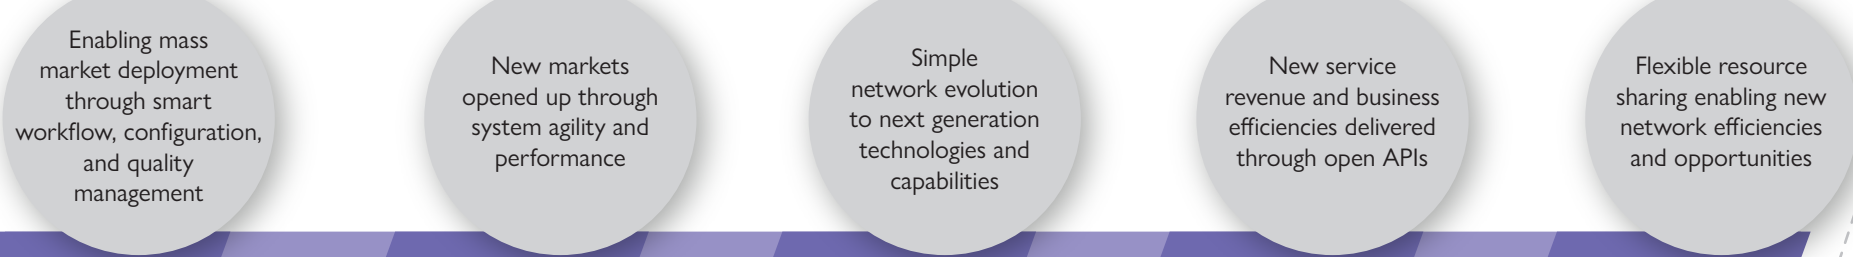 Enabling mass
market deployment
through smart
workflow, configuration,
and quality
management
New markets
opened up through
system agility and
performance
Simple
network evolution
to next generation
technologies and
capabilities
New service
revenue and business
efficiencies delivered
through open APIs
Flexible resource
sharing enabling new
network efficiencies
and opportunities